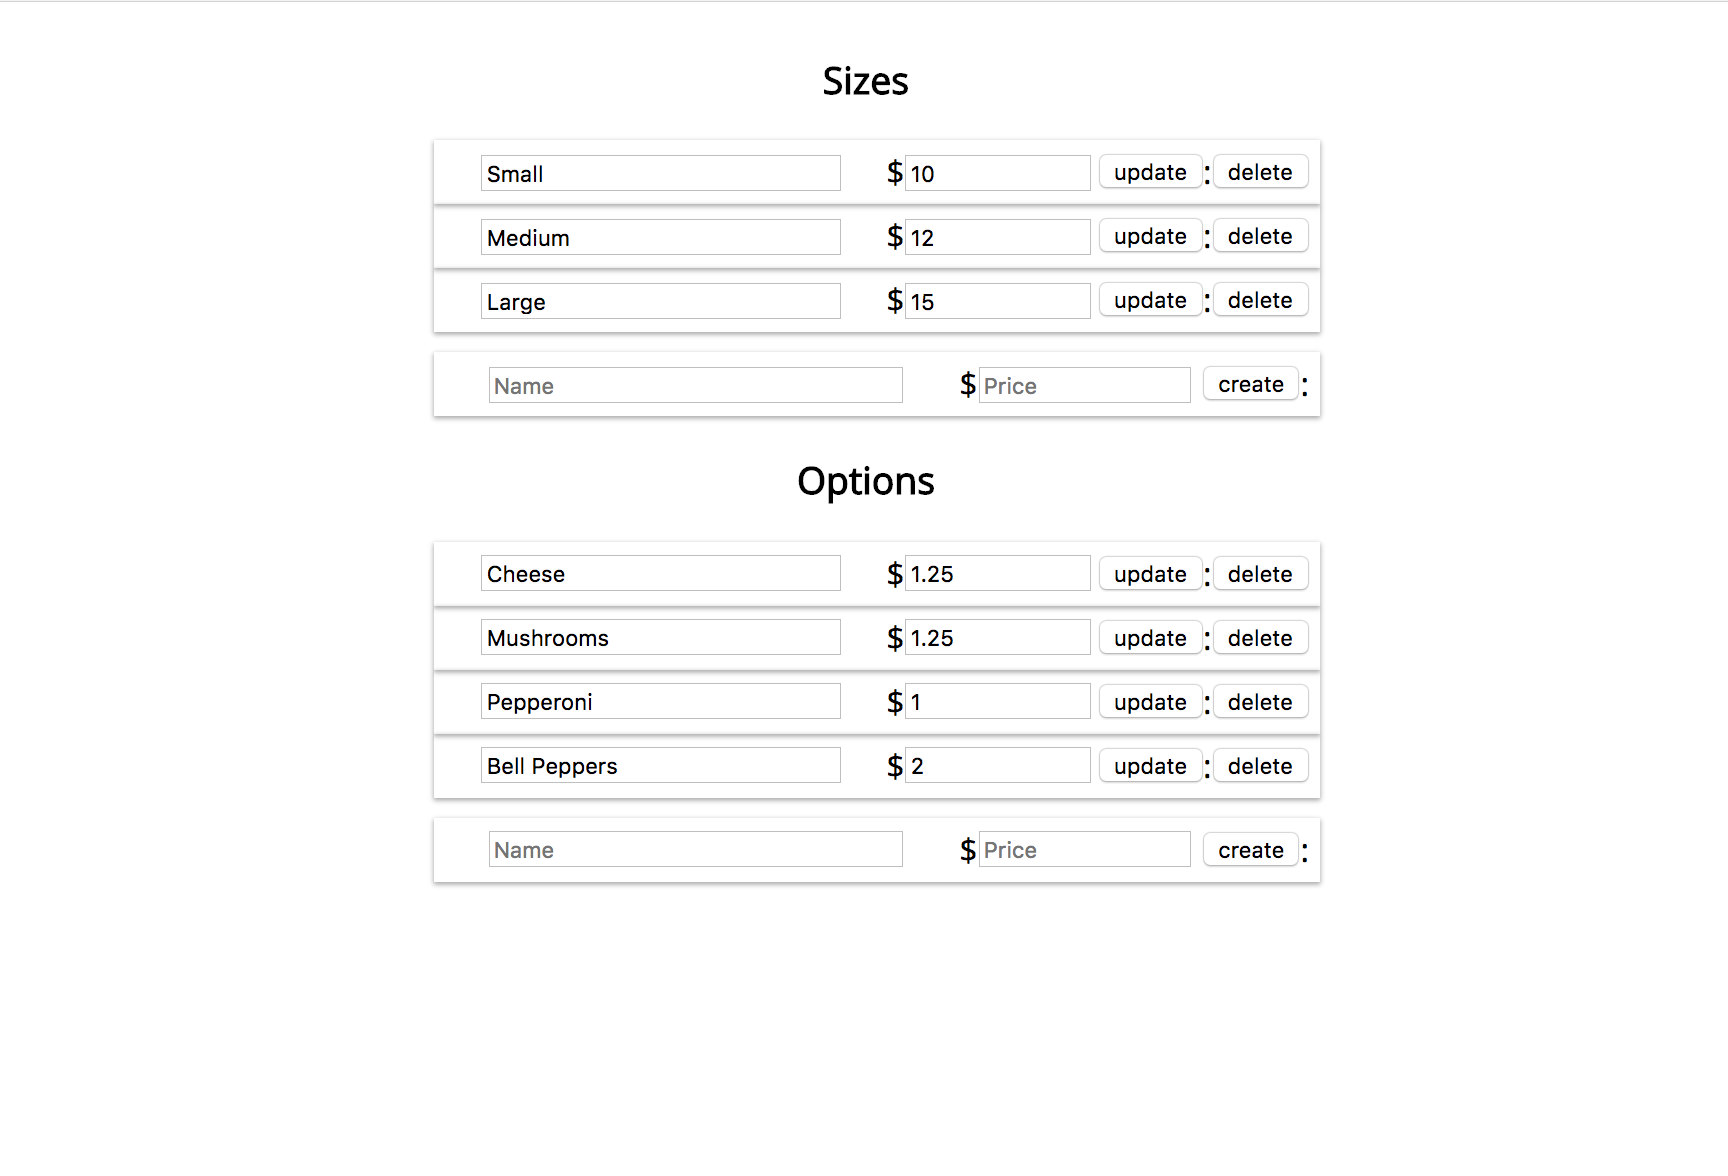 Sizes
Small $ 10 update : delete
Medium $ 12 update : delete
Large $ 15 update : delete
Name $ Price create :
Options
Cheese $ 1.25 update : delete
Mushrooms $ 1.25 update : delete
Pepperoni $ 1 update : delete
Bell Peppers $ 2 update : delete
Name $ Price create :